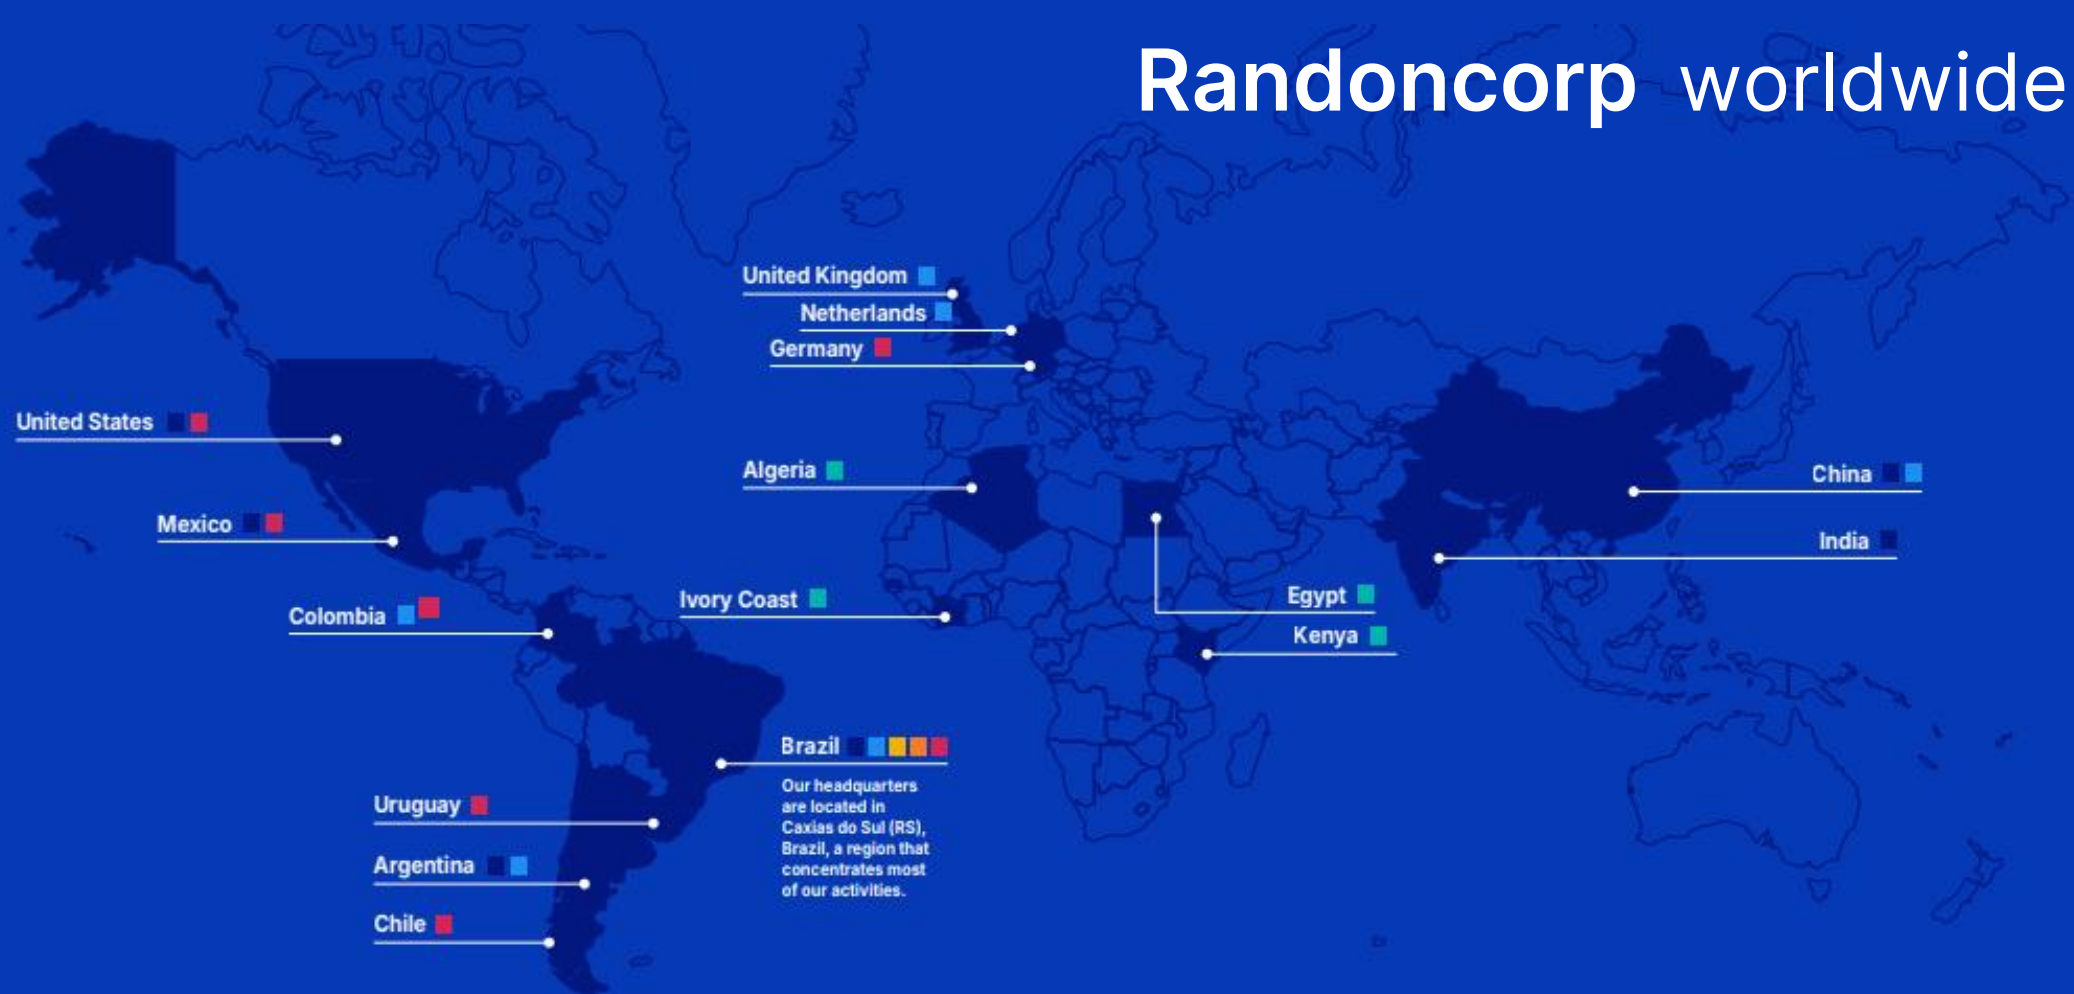 Randoncorp worldwide
United Kingdom
Netherlands
Germany
United States
Algeria
China
Mexico
India
Ivory Coast
Egypt
Colombia
Kenya
Brazil
Our headquarters
are located in
Caxias do Sul (RS),
Brazil, a region that
concentrates most
of our activities.
Uruguay
Argentina
Chile